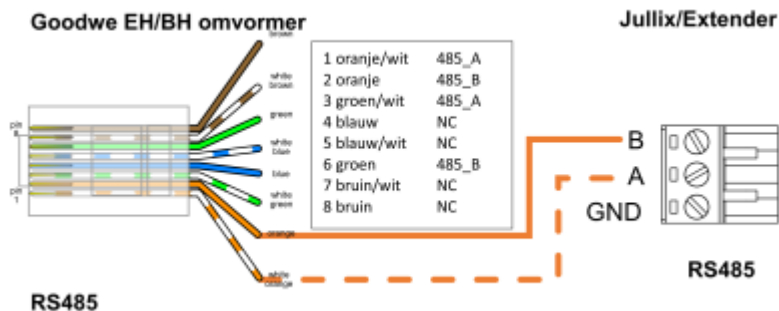 Goodwe EH/BH omvormer
Jullix/Extender
brown
white
brown
green
white
blue
blue
white
green
orange
white
orange
pin
8
pin
1
1 oranje/wit 485_A
2 oranje 485_B
3 groen/wit 485_A
4 blauw NC
5 blauw/wit NC
6 groen 485_B
7 bruin/wit NC
8 bruin NC
B
A
GND
RS485
RS485